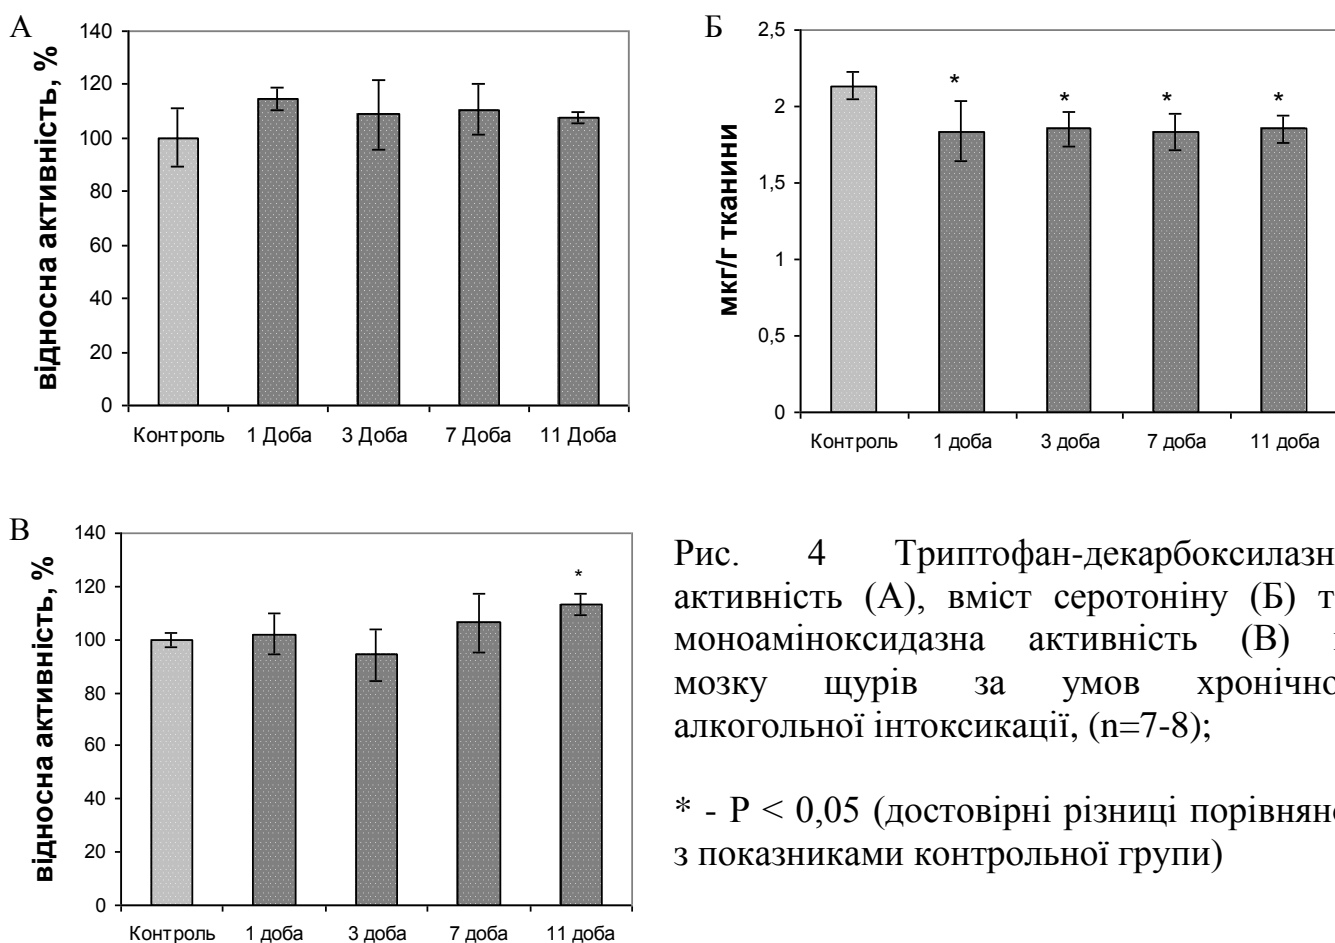 А
140
120
100
80
60
40
20
0
відносна активність, %
Контроль 1 Доба 3 Доба 7 Доба 11 Доба
Б
2,5
2
1,5
1
0,5
0
мкг/г тканини
* * * *
Контроль 1 доба 3 доба 7 доба 11 доба
В
140
120
100
80
60
40
20
0
відносна активність, %
*
Контроль 1 доба 3 доба 7 доба 11 доба
Рис. 4 Триптофан-декарбоксилазн
активність (А), вміст серотоніну (Б) т
моноаміноксидазна активність (В)
мозку щурів за умов хронічно
алкогольної інтоксикації, (n=7-8);
* - P < 0,05 (достовірні різниці порівнян
з показниками контрольної групи)